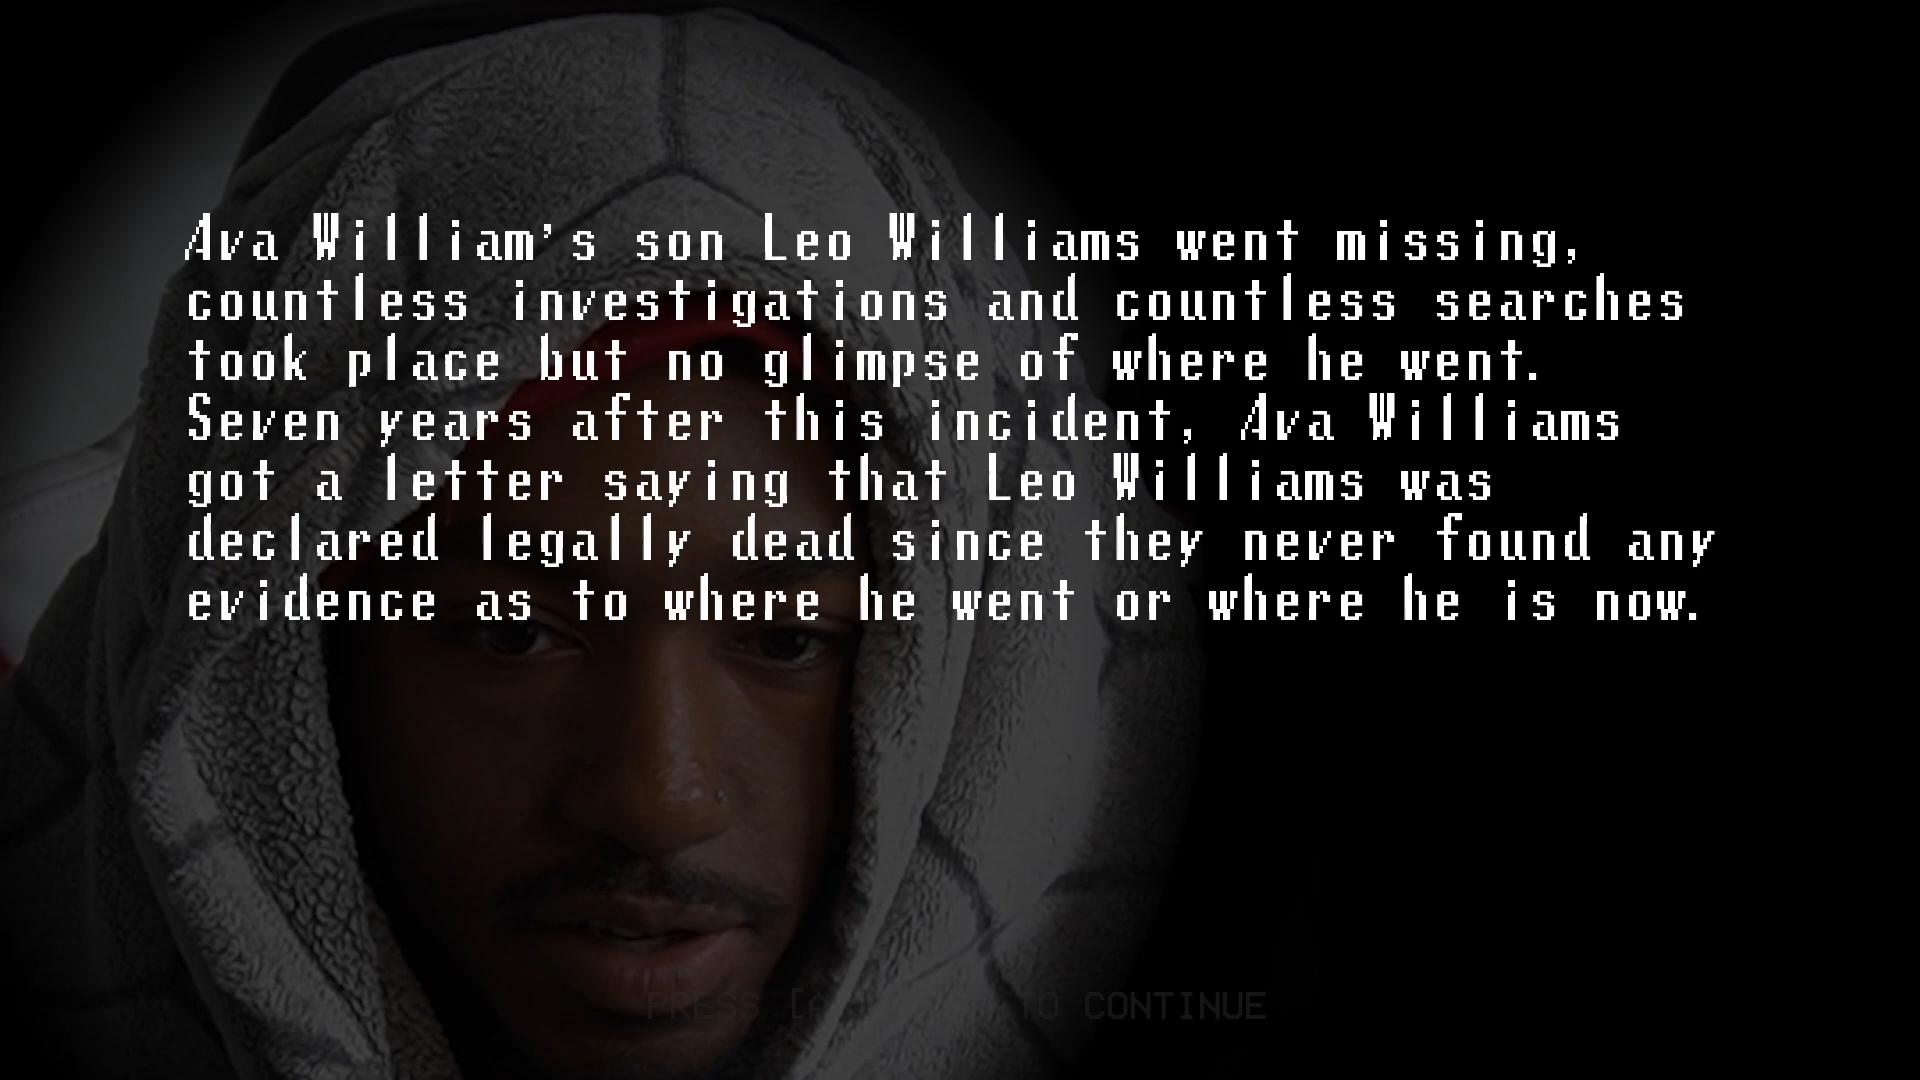 Ava William's son Leo Williams went missing,
countless investigations and countless searches
took place but no glimpse of where he went.
Seven years after this incident, Ava Williams
got a letter saying that Leo Williams was
declared legally dead since they never found any
evidence as to where he went or where he is now.
PRESS TO CONTINUE